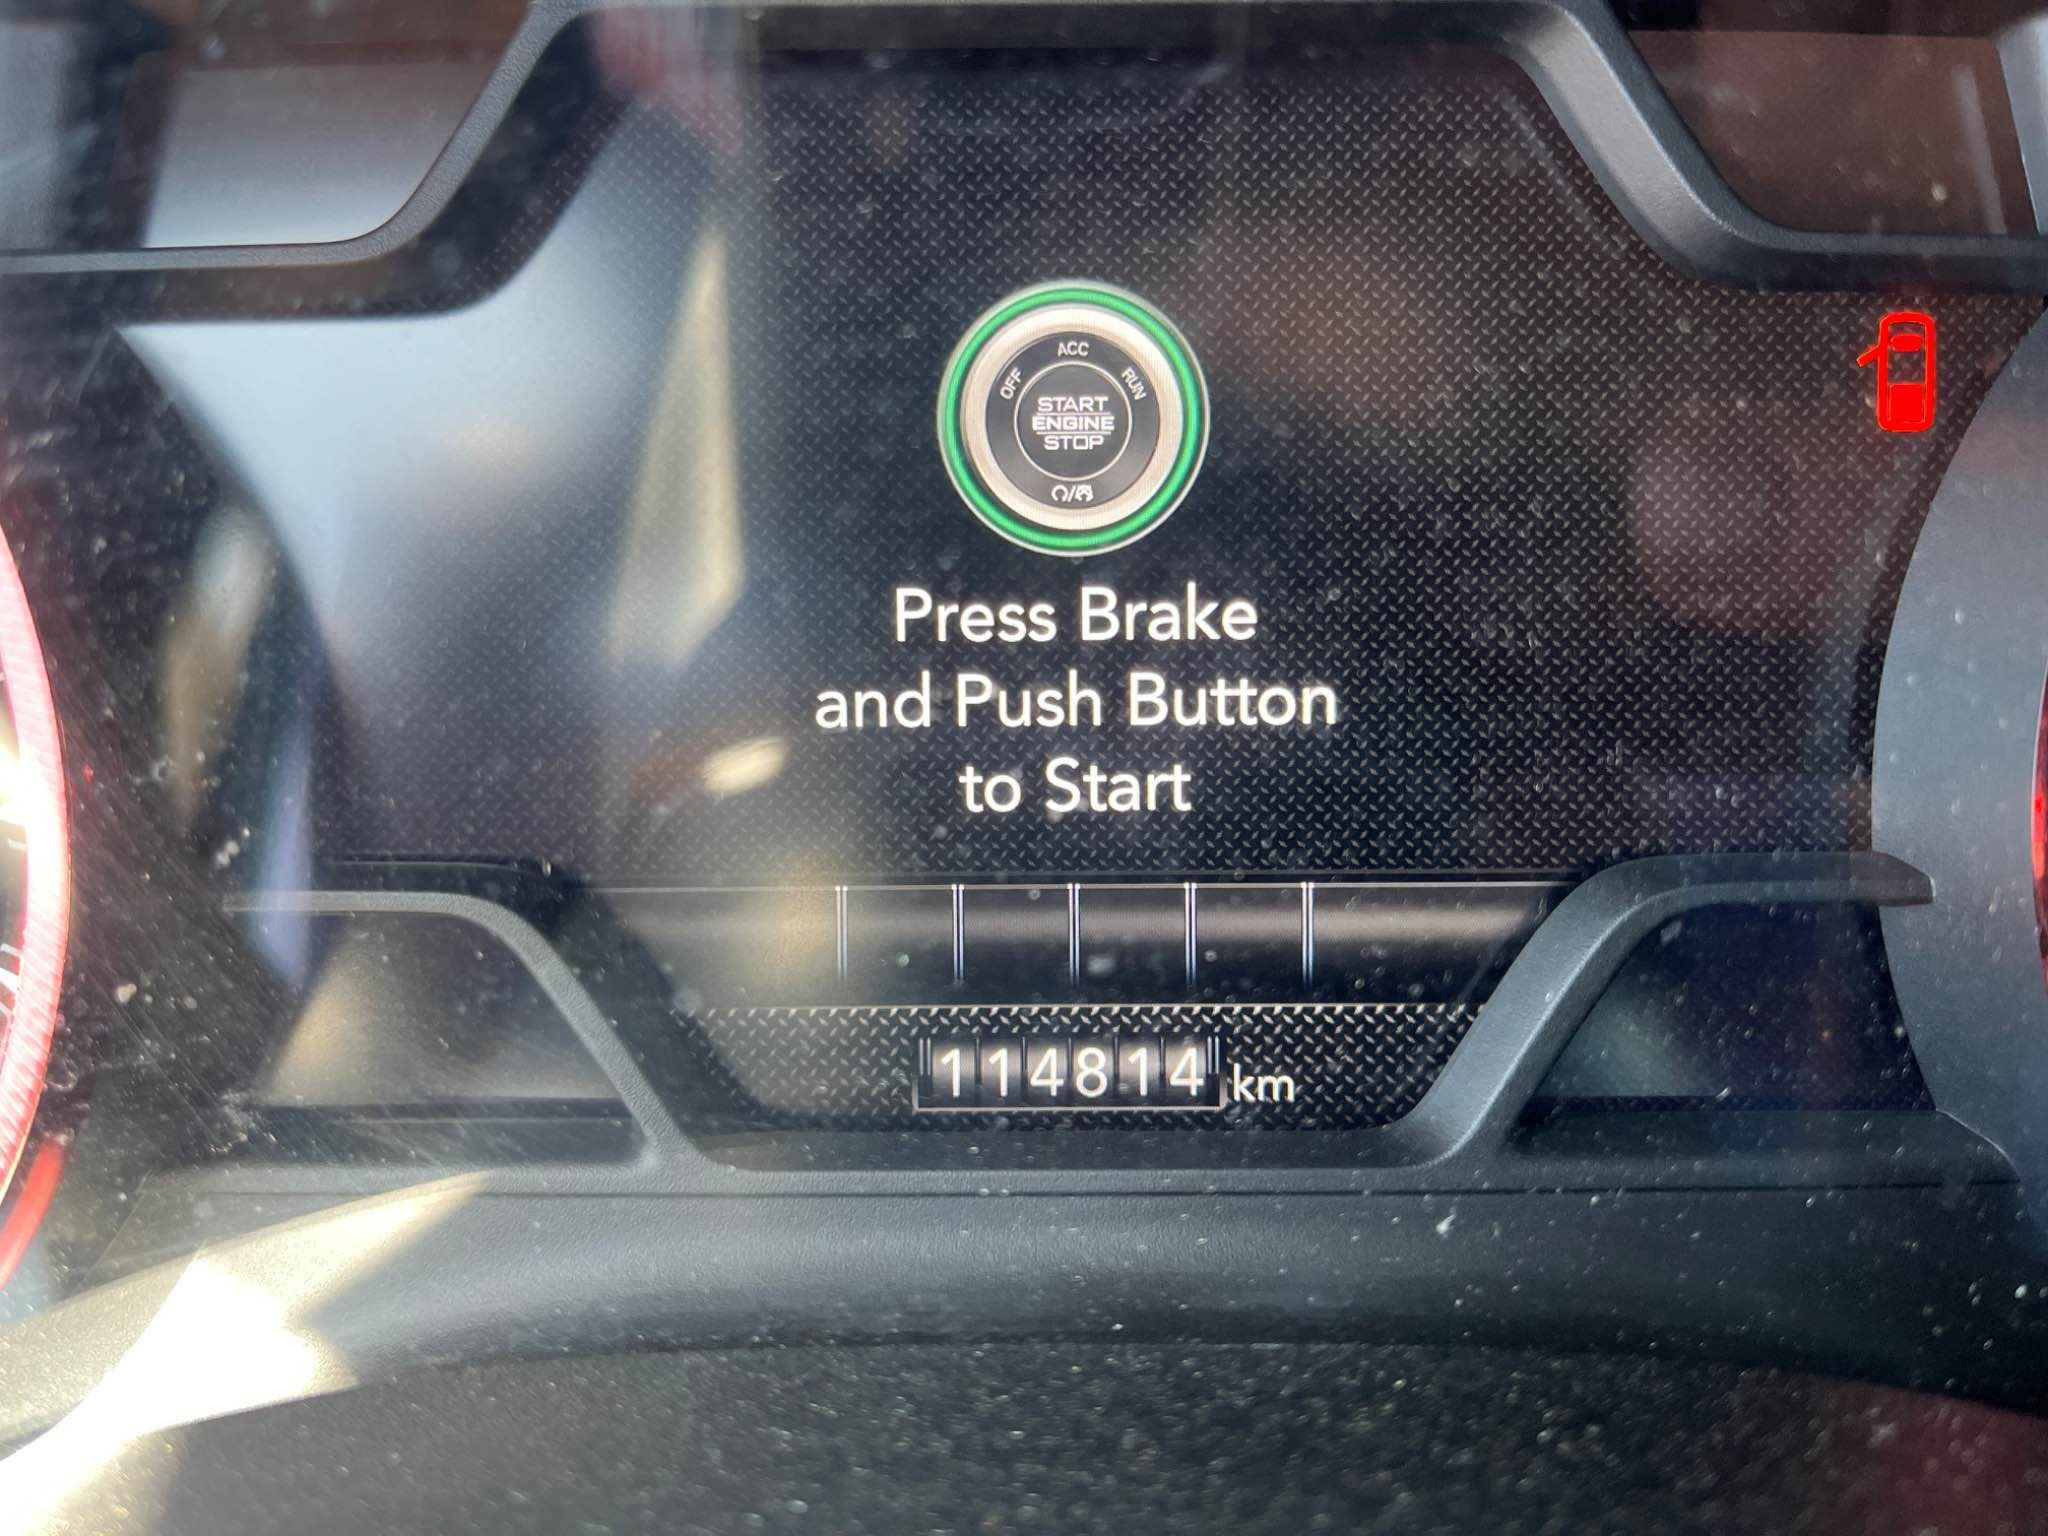 ACC
OFF
RUN
START
ENGINE
STOP
Press Brake
and Push Button
to Start
114814 km